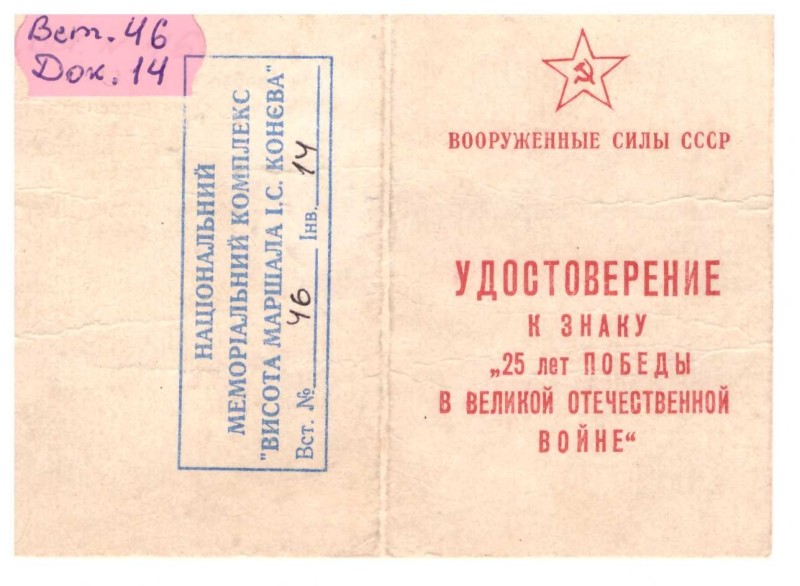 Вет. 46
Док. 14
НАЦІОНАЛЬНИЙ
МЕМОРІАЛЬНИЙ КОМПЛЕКС
"ВИСОТА МАРШАЛА І.С. КОНЄВА"
Вст. № 46 Інв. 14
ВООРУЖЕННЫЕ СИЛЫ СССР
УДОСТОВЕРЕНИЕ
К ЗНАКУ
„25 лет ПОБЕДЫ
В ВЕЛИКОЙ ОТЕЧЕСТВЕННОЙ
ВОЙНЕ“